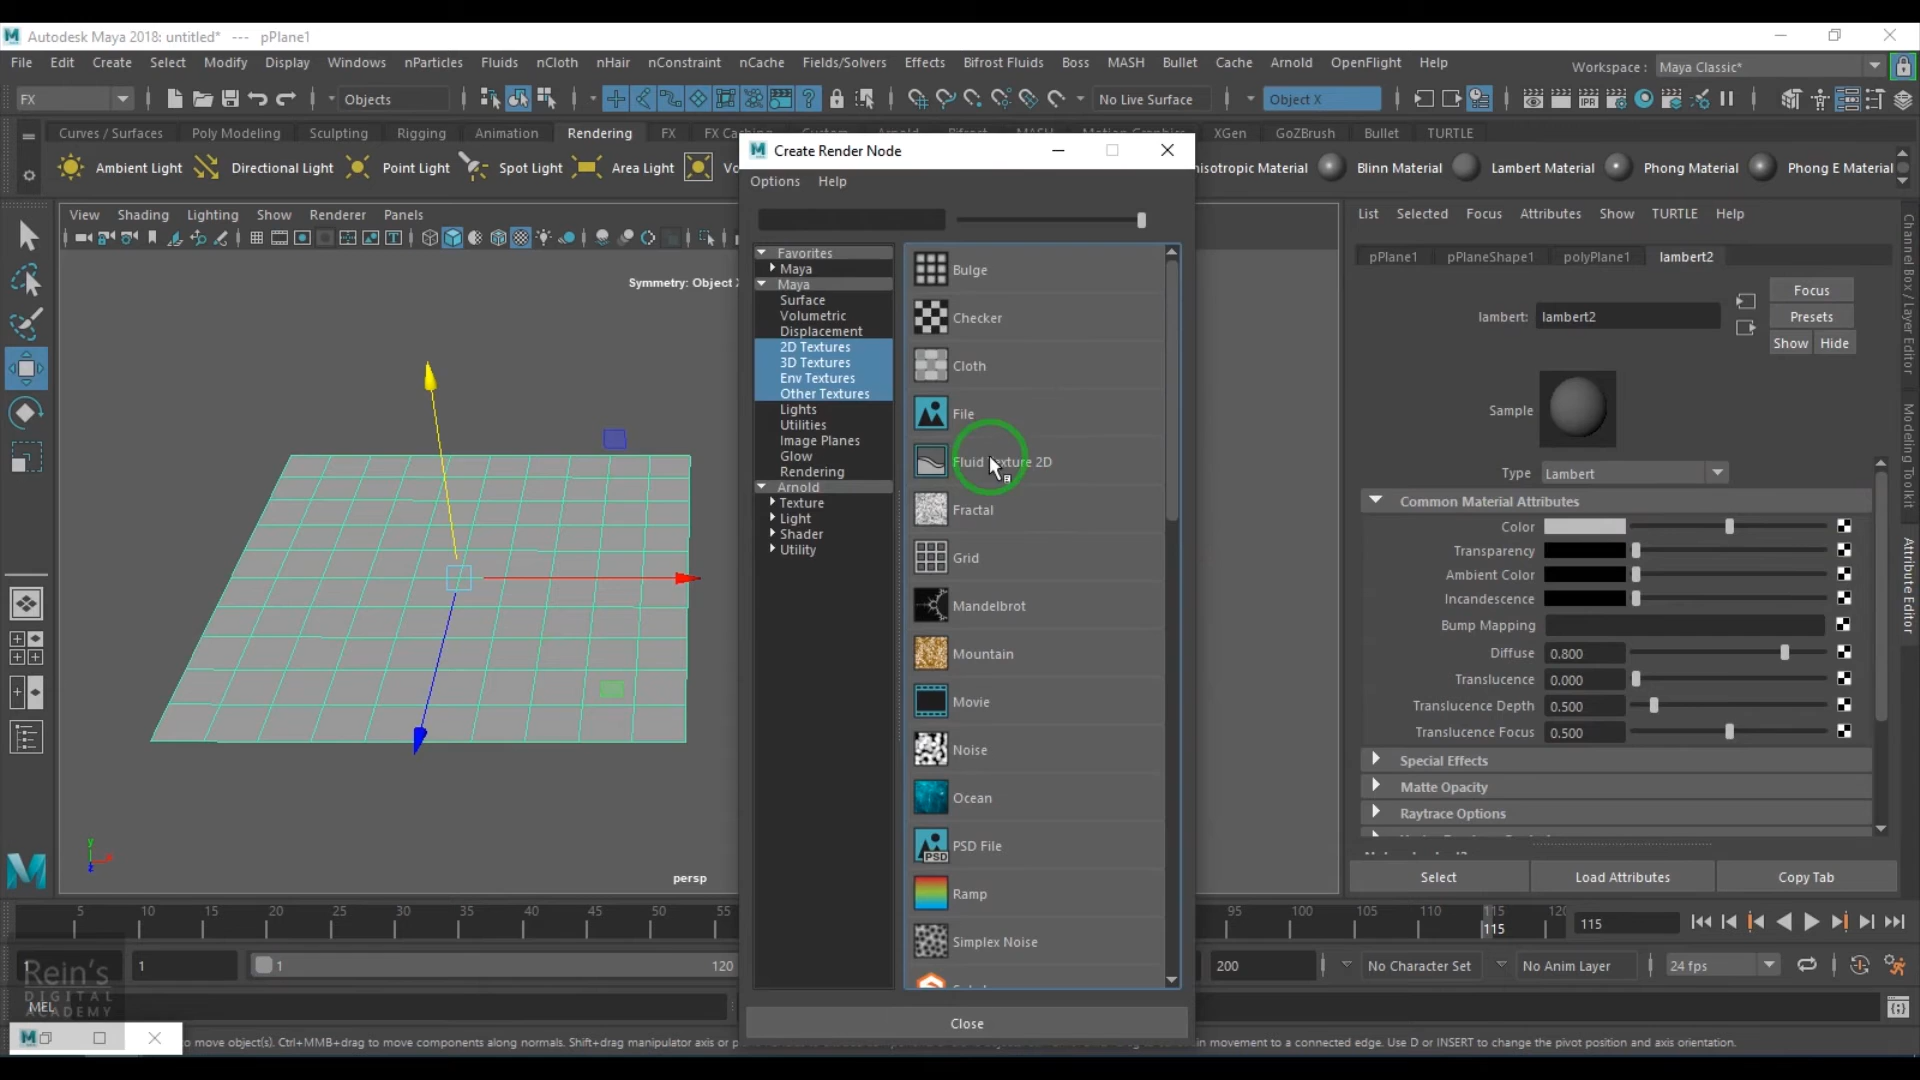 Autodesk Maya 2018: untitled* --- pPlane1
File Edit Create Select Modify Display Windows nParticles Fluids nCloth nHair nConstraint nCache Fields/Solvers Effects Bifrost Fluids Boss MASH Bullet Cache Arnold OpenFlight Help Workspace : Maya Classic*
FX Objects No Live Surface Object X
Curves / Surfaces Poly Modeling Sculpting Rigging Animation Rendering FX XGen GoZBrush Bullet TURTLE
Ambient Light Directional Light Point Light Spot Light Area Light Blinn Material Lambert Material Phong Material Phong E Material
Create Render Node
Options Help
View Shading Lighting Show Renderer Panels
Symmetry: Object X
persp
Favorites
Maya
Maya
Surface
Volumetric
Displacement
2D Textures
3D Textures
Env Textures
Other Textures
Lights
Utilities
Image Planes
Glow
Rendering
Arnold
Texture
Light
Shader
Utility
Bulge
Checker
Cloth
File
Fluid Texture 2D
Fractal
Grid
Mandelbrot
Mountain
Movie
Noise
Ocean
PSD File
Ramp
Simplex Noise
Close
List Selected Focus Attributes Show TURTLE Help
pPlane1 pPlaneShape1 polyPlane1 lambert2
Focus
lambert: lambert2 Presets
Show Hide
Sample
Type Lambert
Common Material Attributes
Color
Transparency
Ambient Color
Incandescence
Bump Mapping
Diffuse 0.800
Translucence 0.000
Translucence Depth 0.500
Translucence Focus 0.500
Special Effects
Matte Opacity
Raytrace Options
Select Load Attributes Copy Tab
Channel Box / Layer Editor
Modeling Toolkit
Attribute Editor
5 10 15 20 25 30 35 40 45 50 55 95 100 105 110 115 120
115 115
1 1 1 120 200 No Character Set No Anim Layer 24 fps
Rein's
DIGITAL
ACADEMY
MEL
to move object(s). Ctrl+MMB+drag to move components along normals. Shift+drag manipulator axis or in movement to a connected edge. Use D or INSERT to change the pivot position and axis orientation.